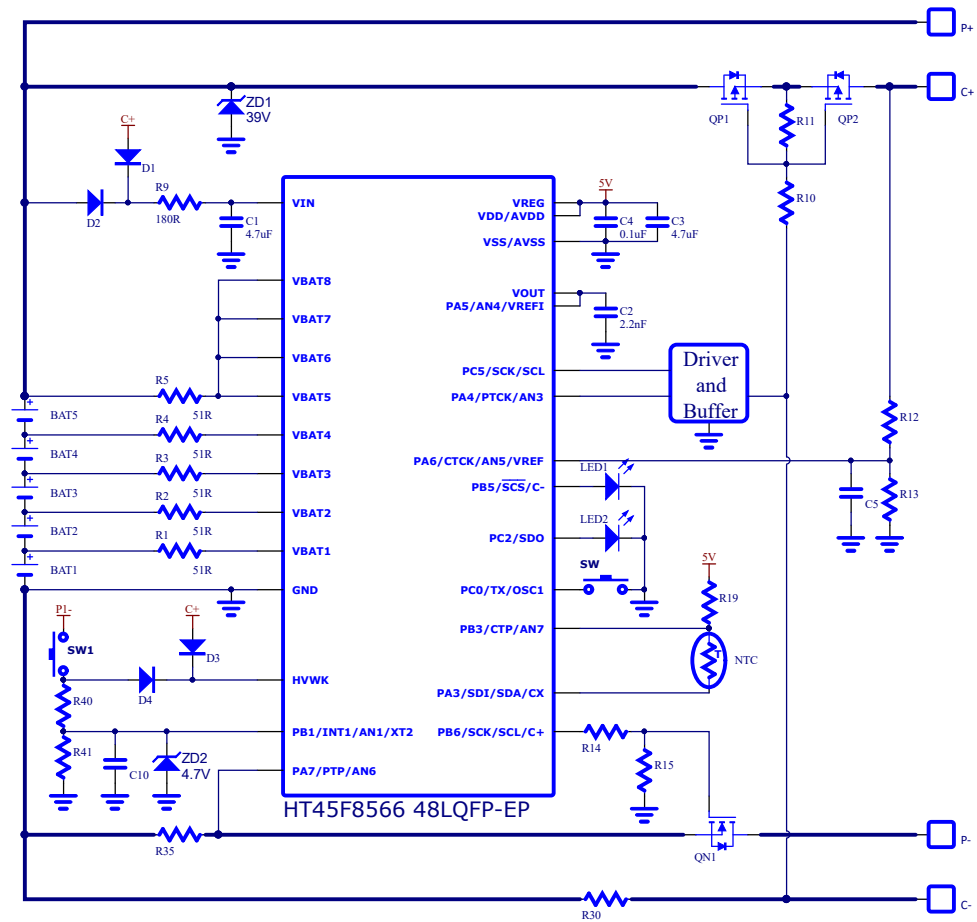 P+
C+
ZD1
39V
QP1
R11
QP2
C+
D1
R9
180R
D2
C1
4.7uF
R10
5V
C4
0.1uF
C3
4.7uF
VIN
VREG
VDD/AVDD
VSS/AVSS
VBAT8
VOUT
PA5/AN4/VREFI
C2
2.2nF
VBAT7
VBAT6
PC5/SCK/SCL
Driver
and
Buffer
R5
51R
VBAT5
PA4/PTCK/AN3
+
BAT5
R4
51R
VBAT4
R12
+
BAT4
R3
51R
VBAT3
PA6/CTCK/AN5/VREF
LED1
PB5/SCS/C-
C5
R13
+
BAT3
R2
51R
VBAT2
LED2
PC2/SDO
+
BAT2
R1
51R
VBAT1
+
BAT1
SW
GND
PC0/TX/OSC1
5V
R19
P1-
C+
SW1
D3
PB3/CTP/AN7
T
NTC
D4
HVWK
PA3/SDI/SDA/CX
R40
PB1/INT1/AN1/XT2
PB6/SCK/SCL/C+
R14
R41
C10
ZD2
4.7V
PA7/PTP/AN6
R15
HT45F8566 48LQFP-EP
R35
QN1
P-
R30
C-